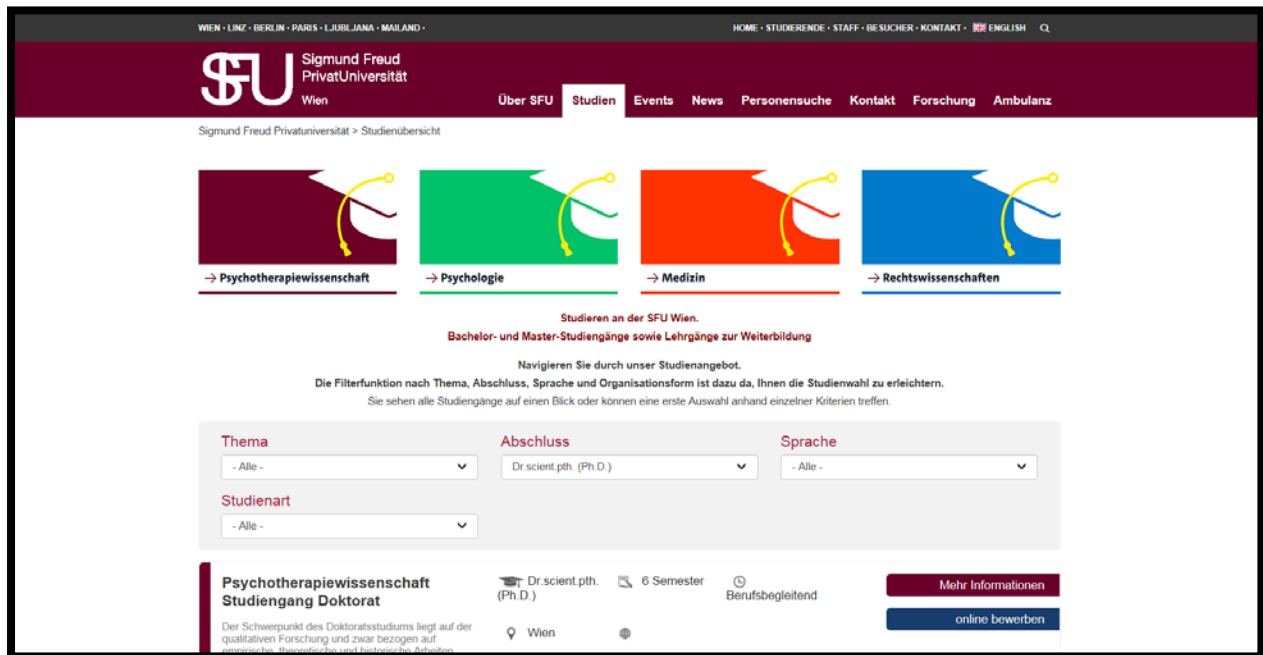 WIEN · LINZ · BERLIN · PARIS · LJUBLJANA · MAILAND ·
HOME · STUDIERENDE · STAFF · BESUCHER · KONTAKT · ENGLISH
SFU
Sigmund Freud
PrivatUniversität
Wien
Über SFU Studien Events News Personensuche Kontakt Forschung Ambulanz
Sigmund Freud Privatuniversität > Studienübersicht
→ Psychotherapiewissenschaft
→ Psychologie
→ Medizin
→ Rechtswissenschaften
Studieren an der SFU Wien.
Bachelor- und Master-Studiengänge sowie Lehrgänge zur Weiterbildung
Navigieren Sie durch unser Studienangebot.
Die Filterfunktion nach Thema, Abschluss, Sprache und Organisationsform ist dazu da, Ihnen die Studienwahl zu erleichtern.
Sie sehen alle Studiengänge auf einen Blick oder können eine erste Auswahl anhand einzelner Kriterien treffen.
Thema
- Alle -
Abschluss
Dr.scient.pth. (Ph.D.)
Sprache
- Alle -
Studienart
- Alle -
Psychotherapiewissenschaft
Studiengang Doktorat
Der Schwerpunkt des Doktoratsstudiums liegt auf der
qualitativen Forschung und zwar bezogen auf
empirische, theoretische und historische Arbeiten
Dr.scient.pth.
(Ph.D.)
6 Semester
Berufsbegleitend
Wien
Mehr Informationen
online bewerben